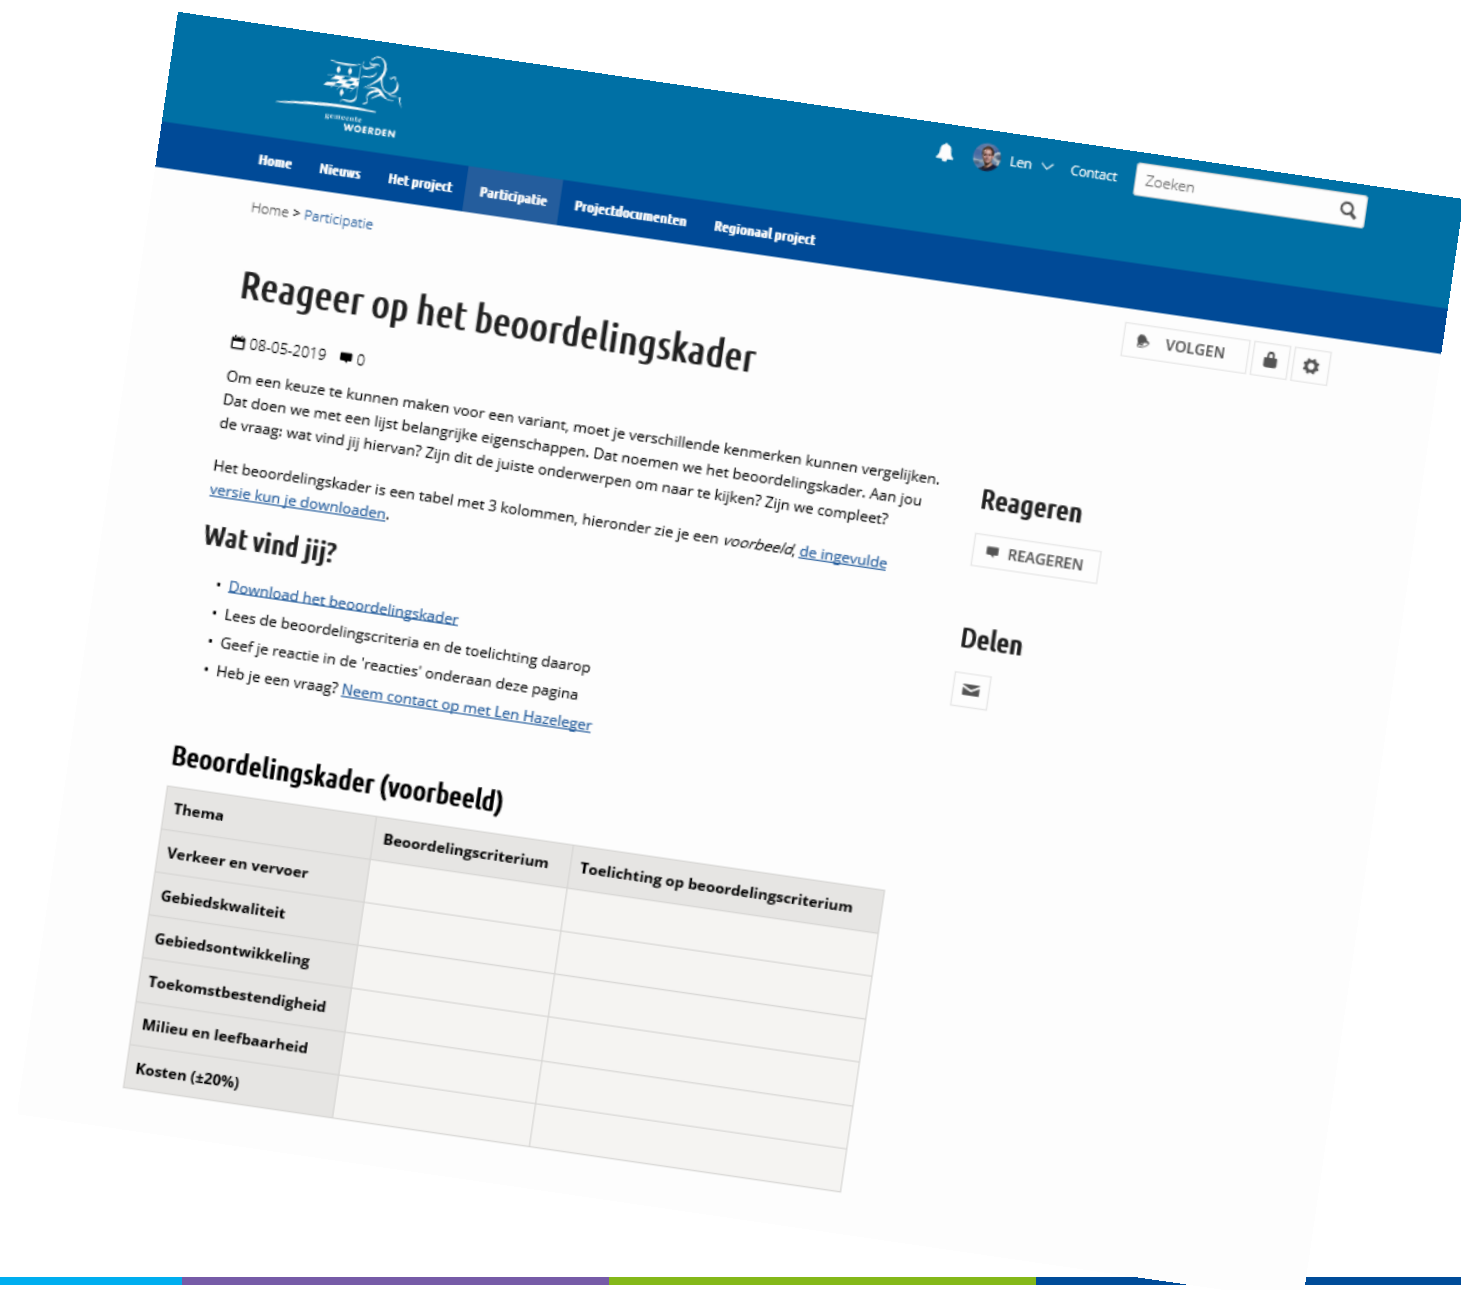 gemeente
WOERDEN
Len
Contact
Zoeken
Home
Nieuws
Het project
Participatie
Projectdocumenten
Regionaal project
Home > Participatie
Reageer op het beoordelingskader
VOLGEN
08-05-2019 0
Om een keuze te kunnen maken voor een variant, moet je verschillende kenmerken kunnen vergelijken.
Dat doen we met een lijst belangrijke eigenschappen. Dat noemen we het beoordelingskader. Aan jou
de vraag: wat vind jij hiervan? Zijn dit de juiste onderwerpen om naar te kijken? Zijn we compleet?
Het beoordelingskader is een tabel met 3 kolommen, hieronder zie je een voorbeeld, de ingevulde
versie kun je downloaden.
Reageren
REAGEREN
Delen
Wat vind jij?
• Download het beoordelingskader
• Lees de beoordelingscriteria en de toelichting daarop
• Geef je reactie in de 'reacties' onderaan deze pagina
• Heb je een vraag? Neem contact op met Len Hazeleger
Beoordelingskader (voorbeeld)
Thema
Beoordelingscriterium
Toelichting op beoordelingscriterium
Verkeer en vervoer
Gebiedskwaliteit
Gebiedsontwikkeling
Toekomstbestendigheid
Milieu en leefbaarheid
Kosten (±20%)